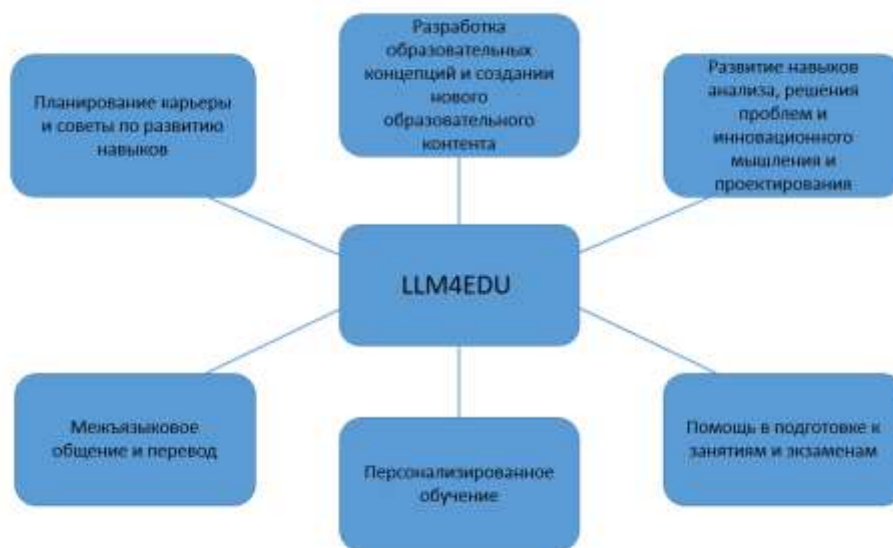 Разработка
образовательных
концепций и создании
нового
образовательного
контента
Планирование карьеры
и советы по развитию
навыков
Развитие навыков
анализа, решения
проблем и
инновационного
мышления и
проектирования
LLM4EDU
Межъязыковое
общение и перевод
Персонализированное
обучение
Помощь в подготовке к
занятиям и экзаменам